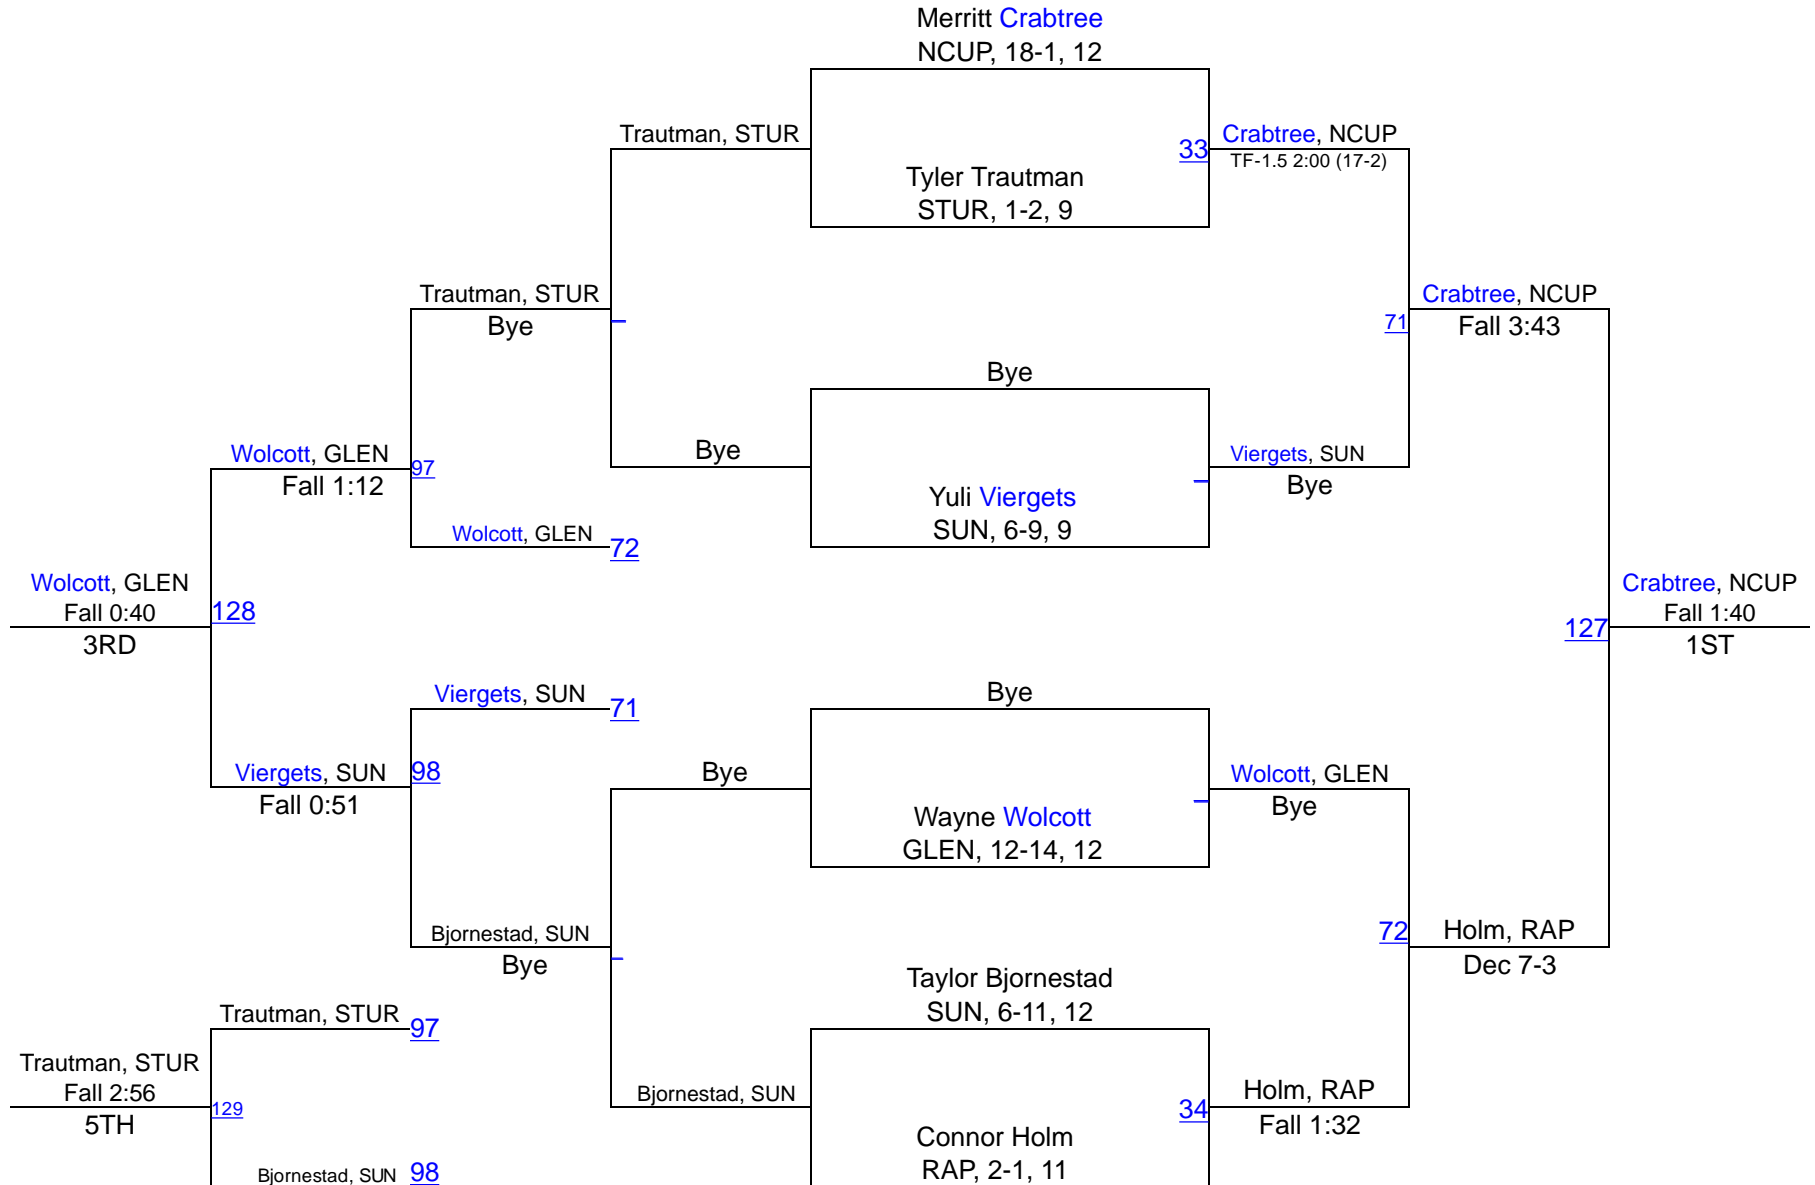 Merritt Crabtree
NCUP, 18-1, 12
Trautman, STUR
33
Crabtree, NCUP
TF-1.5 2:00 (17-2)
Tyler Trautman
STUR, 1-2, 9
Trautman, STUR
Bye
71
Crabtree, NCUP
Fall 3:43
Bye
Wolcott, GLEN
Fall 1:12
97
Bye
Viergets, SUN
Bye
Yuli Viergets
SUN, 6-9, 9
Wolcott, GLEN
72
Wolcott, GLEN
Fall 0:40
3RD
128
127
Crabtree, NCUP
Fall 1:40
1ST
Viergets, SUN
71
Bye
Viergets, SUN
Fall 0:51
98
Bye
Wolcott, GLEN
Bye
Wayne Wolcott
GLEN, 12-14, 12
Bjornestad, SUN
Bye
72
Holm, RAP
Dec 7-3
Taylor Bjornestad
SUN, 6-11, 12
Trautman, STUR
97
Trautman, STUR
Fall 2:56
5TH
129
Bjornestad, SUN
34
Holm, RAP
Fall 1:32
Connor Holm
RAP, 2-1, 11
Bjornestad, SUN
98